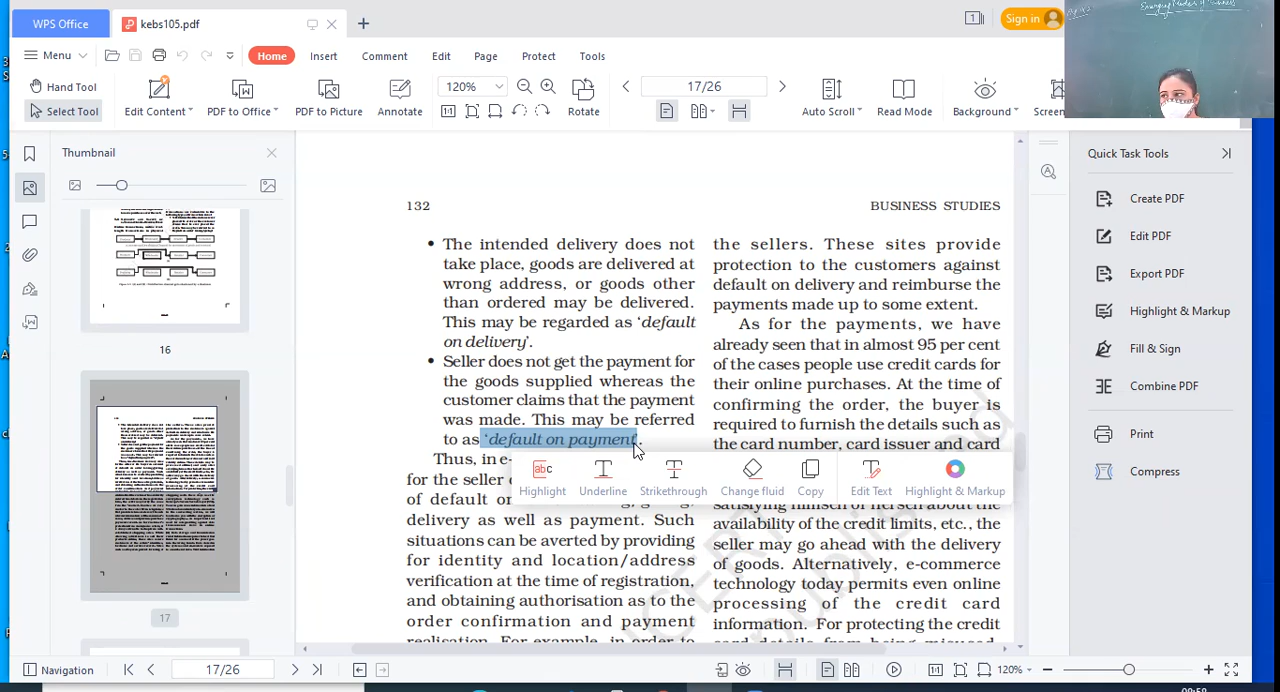 WPS Office
kebs105.pdf
Sign in
Emerging Modes of Business
Menu
Home
Insert
Comment
Edit
Page
Protect
Tools
Hand Tool
Select Tool
Edit Content
PDF to Office
PDF to Picture
Annotate
120%
Rotate
17/26
Auto Scroll
Read Mode
Background
Screen
Thumbnail
16
17
132
BUSINESS STUDIES
• The intended delivery does not
take place, goods are delivered at
wrong address, or goods other
than ordered may be delivered.
This may be regarded as ‘default
on delivery’.
• Seller does not get the payment for
the goods supplied whereas the
customer claims that the payment
was made. This may be referred
to as ‘default on payment’.
Thus, in e-
for the seller
of default on
delivery as well as payment. Such
situations can be averted by providing
for identity and location/address
verification at the time of registration,
and obtaining authorisation as to the
order confirmation and payment
realisation. For example, in order to
the sellers. These sites provide
protection to the customers against
default on delivery and reimburse the
payments made up to some extent.
As for the payments, we have
already seen that in almost 95 per cent
of the cases people use credit cards for
their online purchases. At the time of
confirming the order, the buyer is
required to furnish the details such as
the card number, card issuer and card
availability of the credit limits, etc., the
seller may go ahead with the delivery
of goods. Alternatively, e-commerce
technology today permits even online
processing of the credit card
information. For protecting the credit
card details from being misused,
abc
Highlight
Underline
Strikethrough
Change fluid
Copy
Edit Text
Highlight & Markup
Quick Task Tools
Create PDF
Edit PDF
Export PDF
Highlight & Markup
Fill & Sign
Combine PDF
Print
Compress
Navigation
17/26
120%